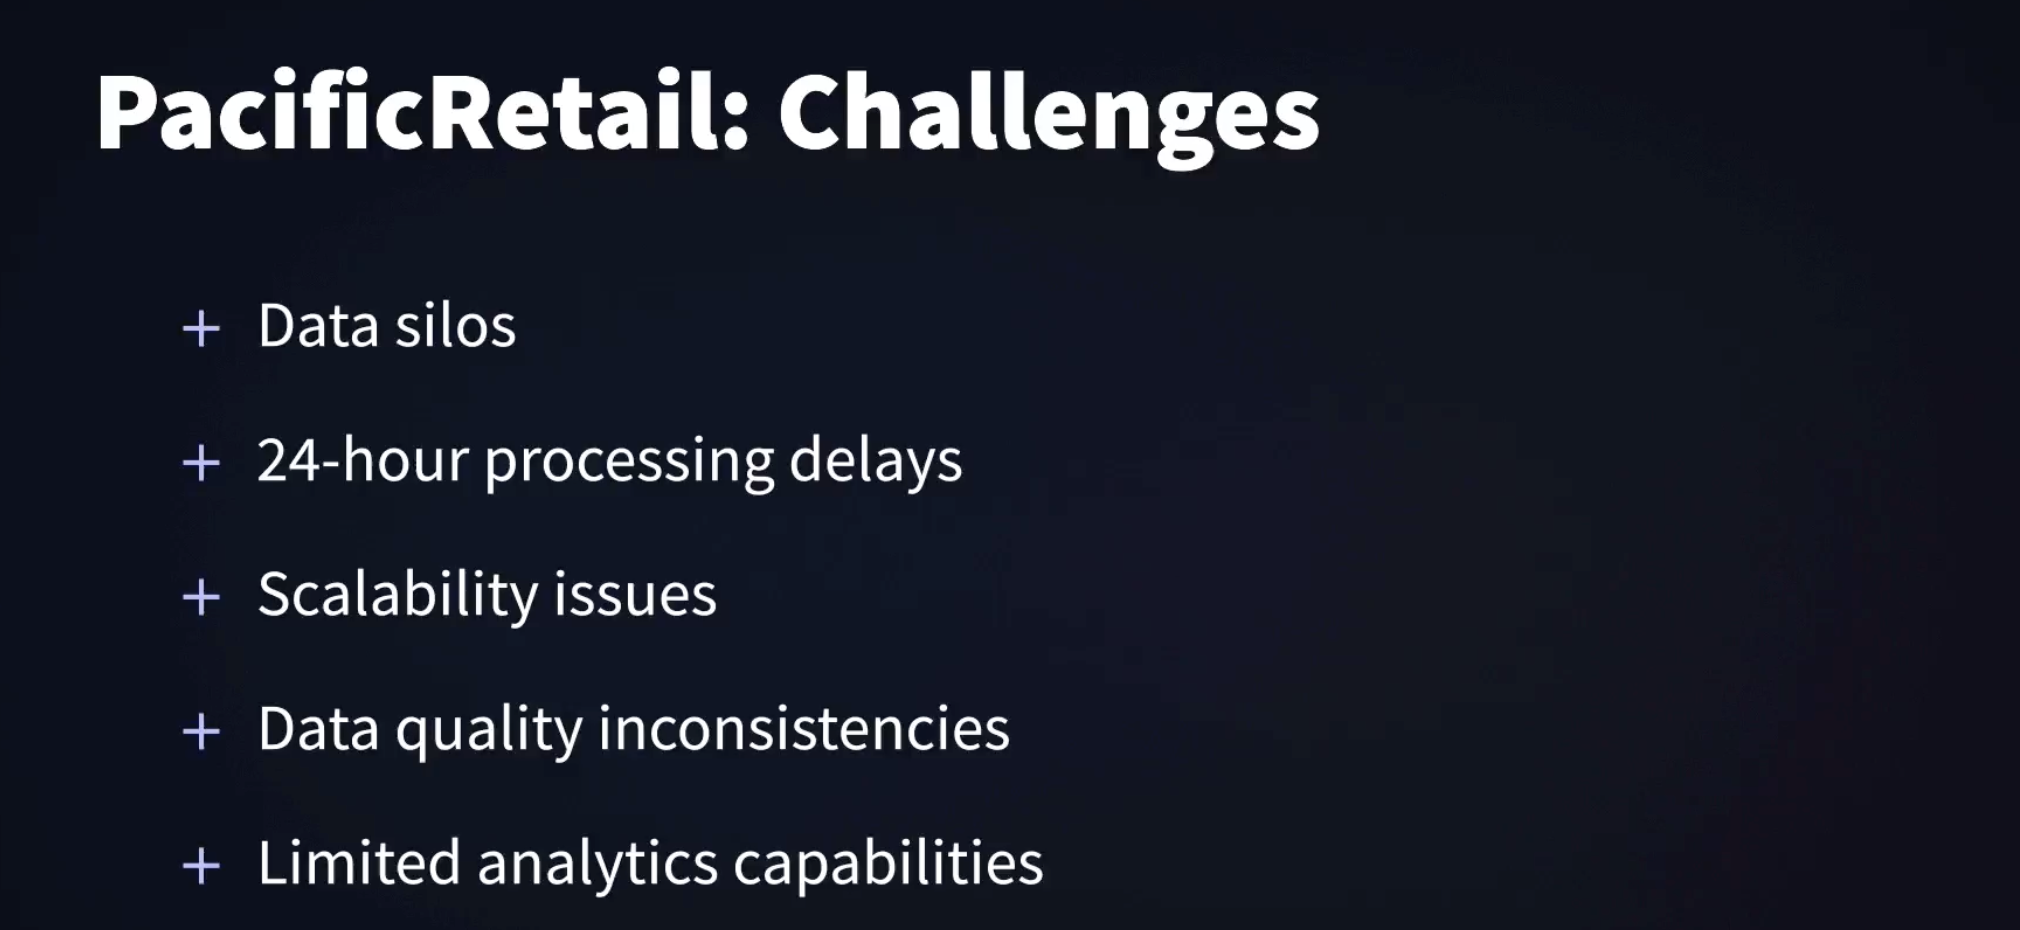 PacificRetail: Challenges
+ Data silos
+ 24-hour processing delays
+ Scalability issues
+ Data quality inconsistencies
+ Limited analytics capabilities